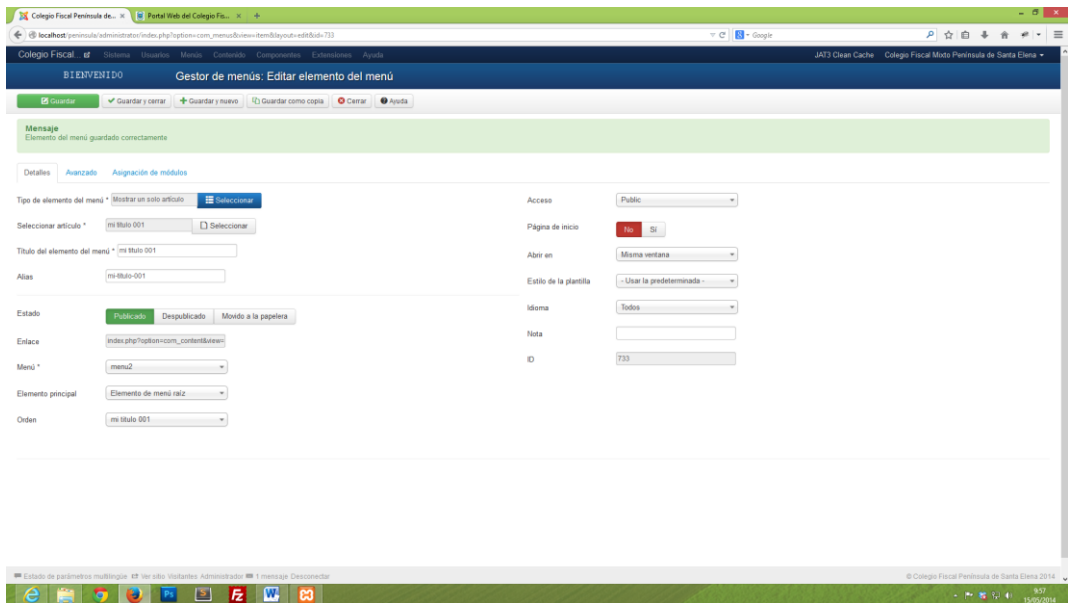 Colegio Fiscal Península de... × Portal Web del Colegio Fis... × +
localhost/peninsula/administrator/index.php?option=com_menus&view=item&layout=edit&id=733 Google
Colegio Fiscal... Sistema Usuarios Menús Contenido Componentes Extensiones Ayuda JAT3 Clean Cache Colegio Fiscal Mixto Península de Santa Elena
BIENVENIDO Gestor de menús: Editar elemento del menú
Guardar Guardar y cerrar Guardar y nuevo Guardar como copia Cerrar Ayuda
Mensaje
Elemento del menú guardado correctamente
Detalles Avanzado Asignación de módulos
Tipo de elemento del menú * Mostrar un solo artículo Seleccionar
Seleccionar artículo * mi titulo 001 Seleccionar
Título del elemento del menú * mi titulo 001
Alias mi-titulo-001
Estado Publicado Despublicado Movido a la papelera
Enlace index.php?option=com_content&view=
Menú * menu2
Elemento principal Elemento de menú raíz
Orden mi titulo 001
Acceso Public
Página de inicio No Sí
Abrir en Misma ventana
Estilo de la plantilla - Usar la predeterminada -
Idioma Todos
Nota
ID 733
Estado de parámetros multilingüe Ver sitio Visitantes Administrador 1 mensaje Desconectar © Colegio Fiscal Península de Santa Elena 2014
9:57
15/05/2014